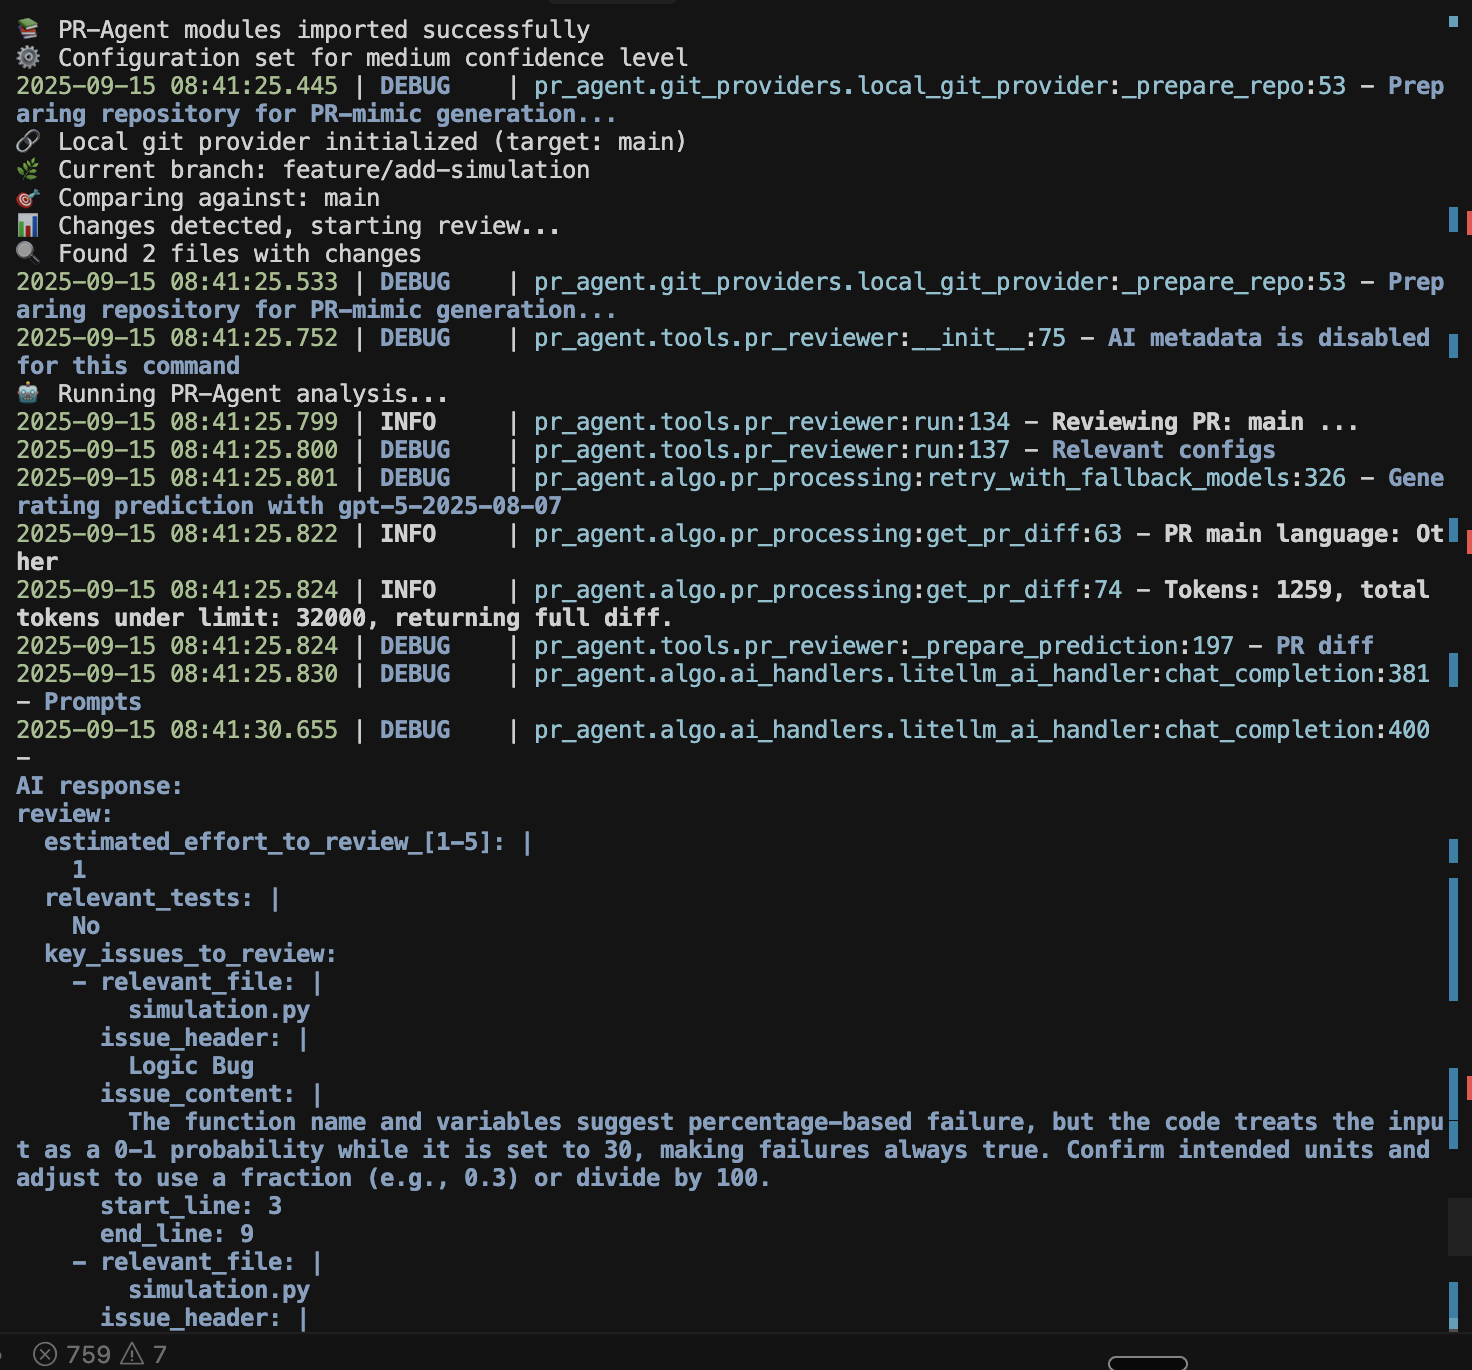 📚 PR-Agent modules imported successfully
⚙️ Configuration set for medium confidence level
2025-09-15 08:41:25.445 | DEBUG    | pr_agent.git_providers.local_git_provider:_prepare_repo:53 - Prep
aring repository for PR-mimic generation...
🔗 Local git provider initialized (target: main)
🌿 Current branch: feature/add-simulation
🎯 Comparing against: main
📊 Changes detected, starting review...
🔍 Found 2 files with changes
2025-09-15 08:41:25.533 | DEBUG    | pr_agent.git_providers.local_git_provider:_prepare_repo:53 - Prep
aring repository for PR-mimic generation...
2025-09-15 08:41:25.752 | DEBUG    | pr_agent.tools.pr_reviewer:__init__:75 - AI metadata is disabled
for this command
🤖 Running PR-Agent analysis...
2025-09-15 08:41:25.799 | INFO     | pr_agent.tools.pr_reviewer:run:134 - Reviewing PR: main ...
2025-09-15 08:41:25.800 | DEBUG    | pr_agent.tools.pr_reviewer:run:137 - Relevant configs
2025-09-15 08:41:25.801 | DEBUG    | pr_agent.algo.pr_processing:retry_with_fallback_models:326 - Gene
rating prediction with gpt-5-2025-08-07
2025-09-15 08:41:25.822 | INFO     | pr_agent.algo.pr_processing:get_pr_diff:63 - PR main language: Ot
her
2025-09-15 08:41:25.824 | INFO     | pr_agent.algo.pr_processing:get_pr_diff:74 - Tokens: 1259, total
tokens under limit: 32000, returning full diff.
2025-09-15 08:41:25.824 | DEBUG    | pr_agent.tools.pr_reviewer:_prepare_prediction:197 - PR diff
2025-09-15 08:41:25.830 | DEBUG    | pr_agent.algo.ai_handlers.litellm_ai_handler:chat_completion:381
- Prompts
2025-09-15 08:41:30.655 | DEBUG    | pr_agent.algo.ai_handlers.litellm_ai_handler:chat_completion:400
-
AI response:
review:
  estimated_effort_to_review_[1-5]: |
    1
  relevant_tests: |
    No
  key_issues_to_review:
    - relevant_file: |
        simulation.py
      issue_header: |
        Logic Bug
      issue_content: |
        The function name and variables suggest percentage-based failure, but the code treats the inpu
t as a 0-1 probability while it is set to 30, making failures always true. Confirm intended units and
adjust to use a fraction (e.g., 0.3) or divide by 100.
      start_line: 3
      end_line: 9
    - relevant_file: |
        simulation.py
      issue_header: |
759 7